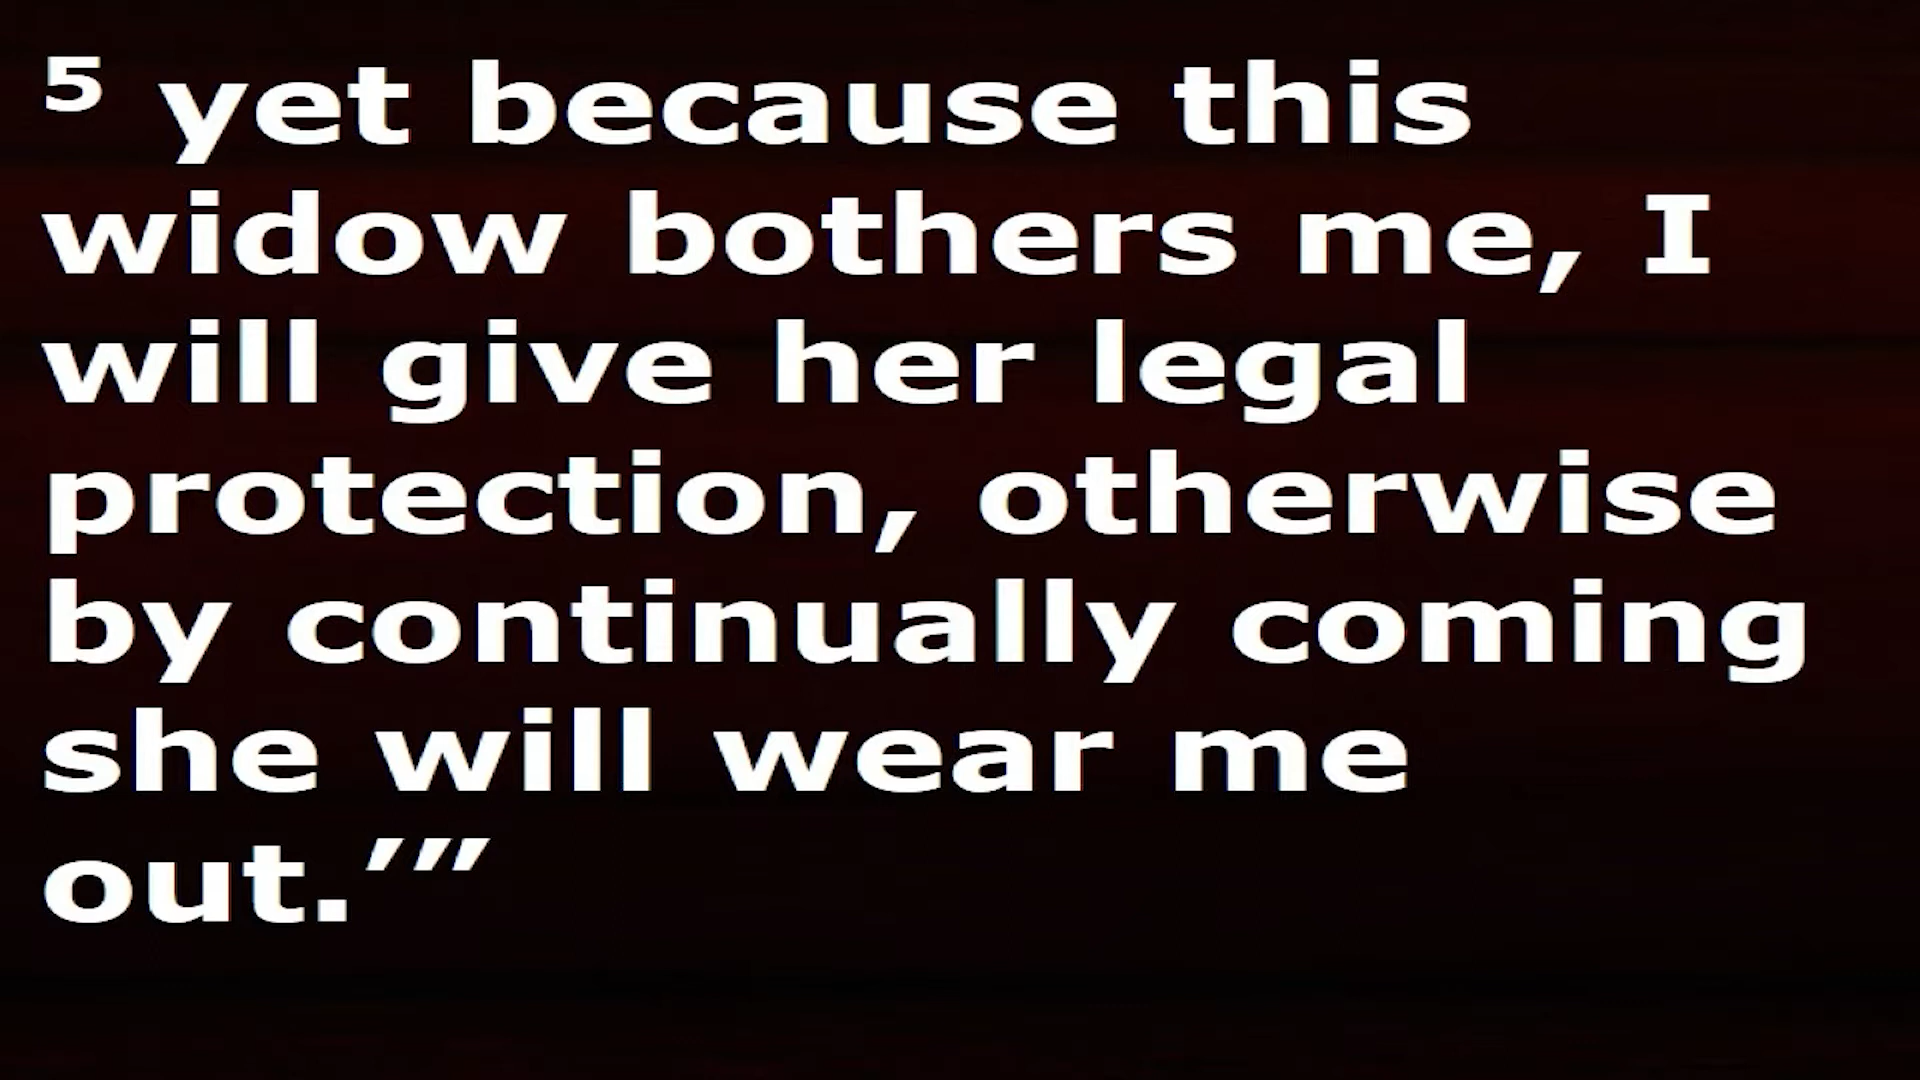 ⁵ yet because this
widow bothers me, I
will give her legal
protection, otherwise
by continually coming
she will wear me
out.’”